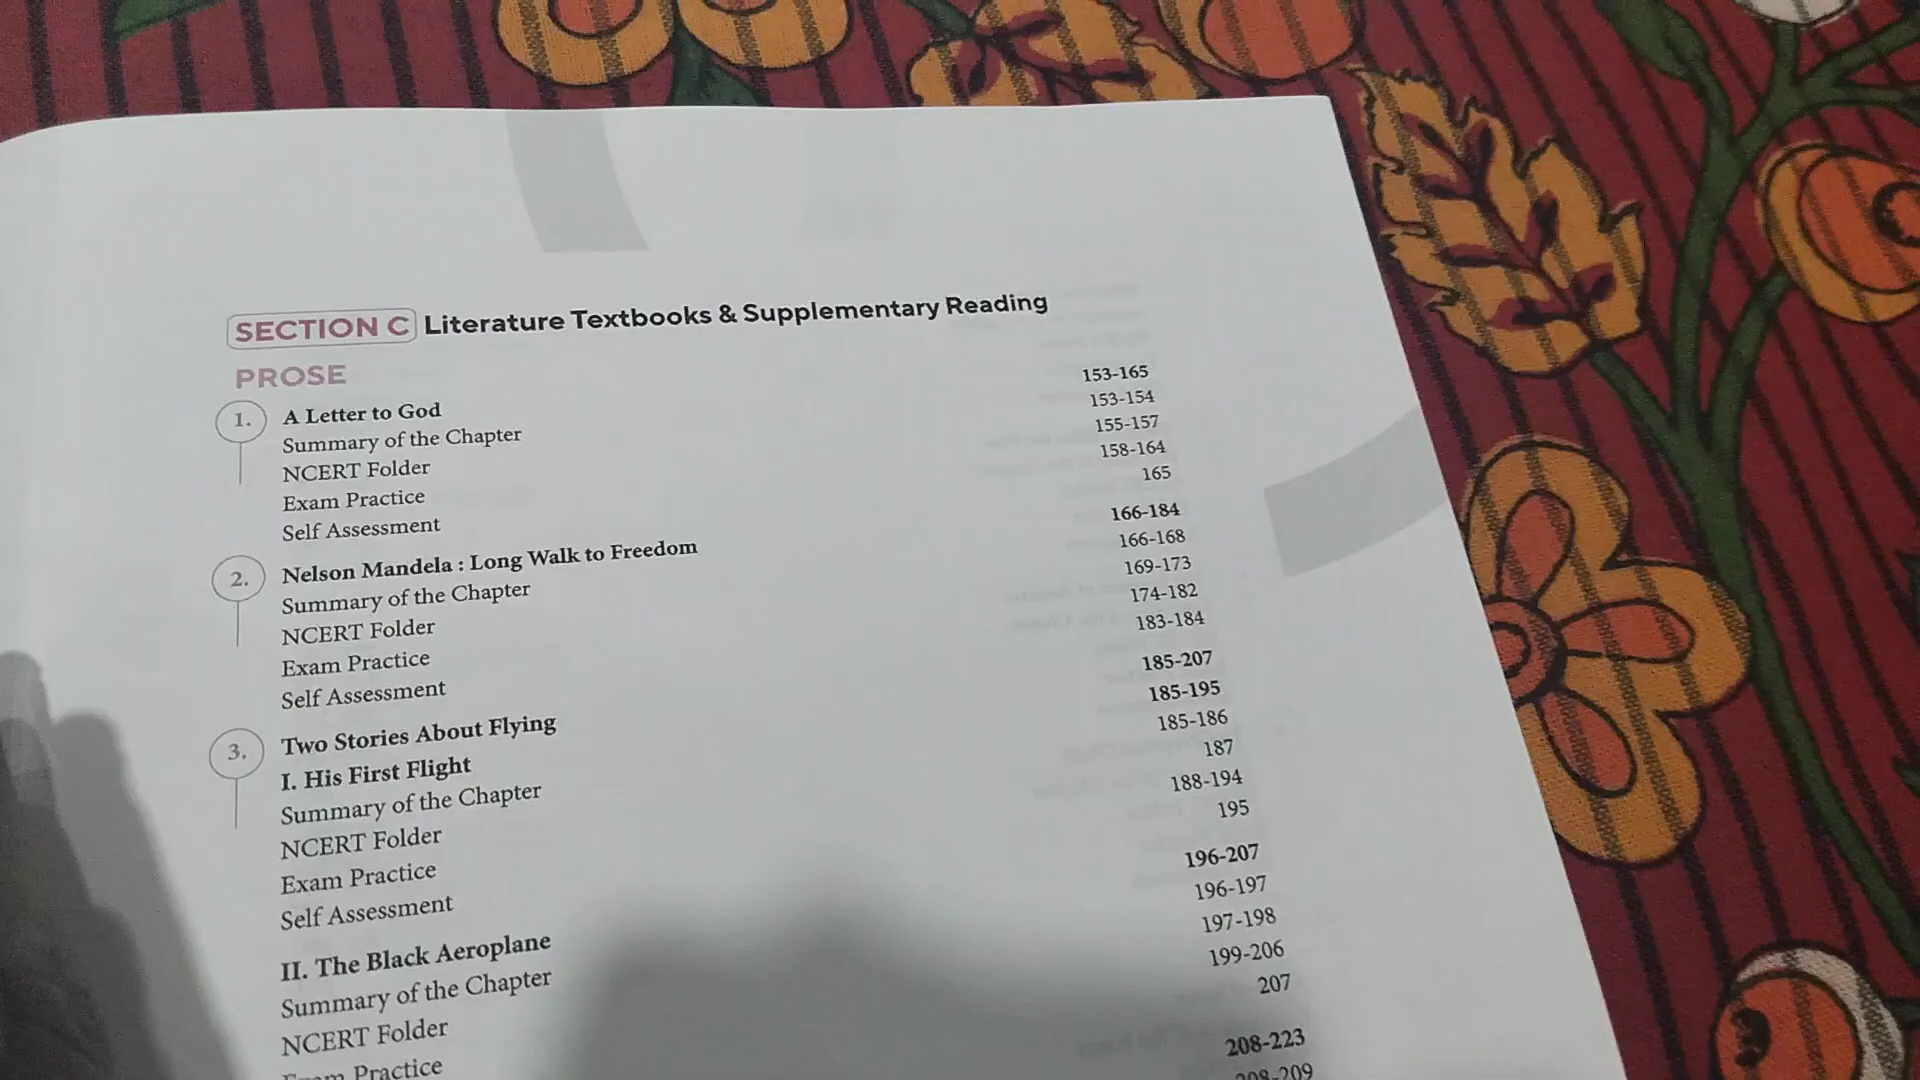 SECTION C Literature Textbooks & Supplementary Reading
PROSE
1. A Letter to God 153-165
Summary of the Chapter 153-154
NCERT Folder 155-157
Exam Practice 158-164
Self Assessment 165
2. Nelson Mandela : Long Walk to Freedom 166-184
Summary of the Chapter 166-168
NCERT Folder 169-173
Exam Practice 174-182
Self Assessment 183-184
3. Two Stories About Flying 185-207
I. His First Flight 185-195
Summary of the Chapter 185-186
NCERT Folder 187
Exam Practice 188-194
Self Assessment 195
II. The Black Aeroplane 196-207
Summary of the Chapter 196-197
NCERT Folder 197-198
Exam Practice 199-206
207
208-223
208-209